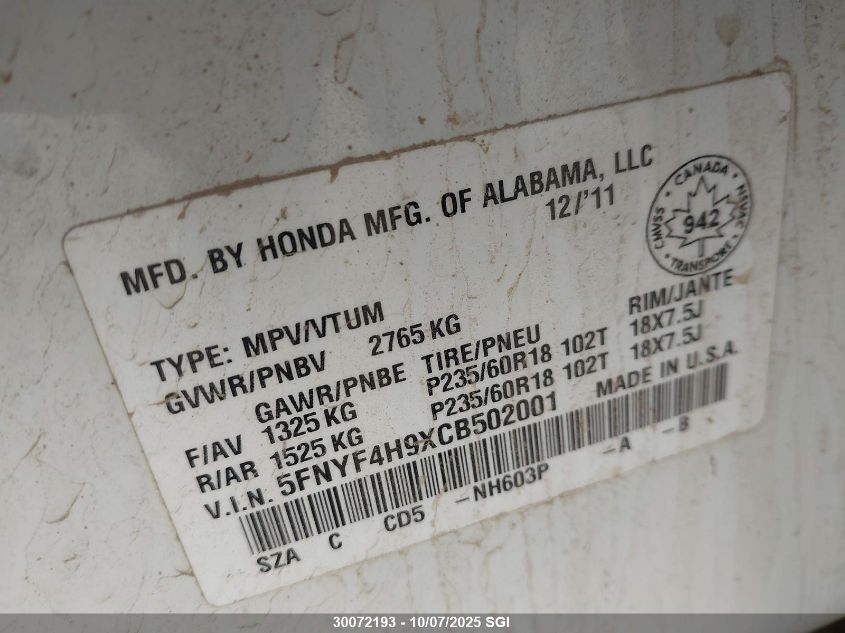 MFD. BY HONDA MFG. OF ALABAMA, LLC
12/'11
CANADA
CMVSS 942 NSVAC
TRANSPORT
TYPE: MPV/VTUM
GVWR/PNBV 2765 KG
GAWR/PNBE TIRE/PNEU RIM/JANTE
F/AV 1325 KG P235/60R18 102T 18X7.5J
R/AR 1525 KG P235/60R18 102T 18X7.5J
V.I.N. 5FNYF4H9XCB502001 MADE IN U.S.A.
SZA C CD5 -NH603P -A -B
30072193 - 10/07/2025 SGI